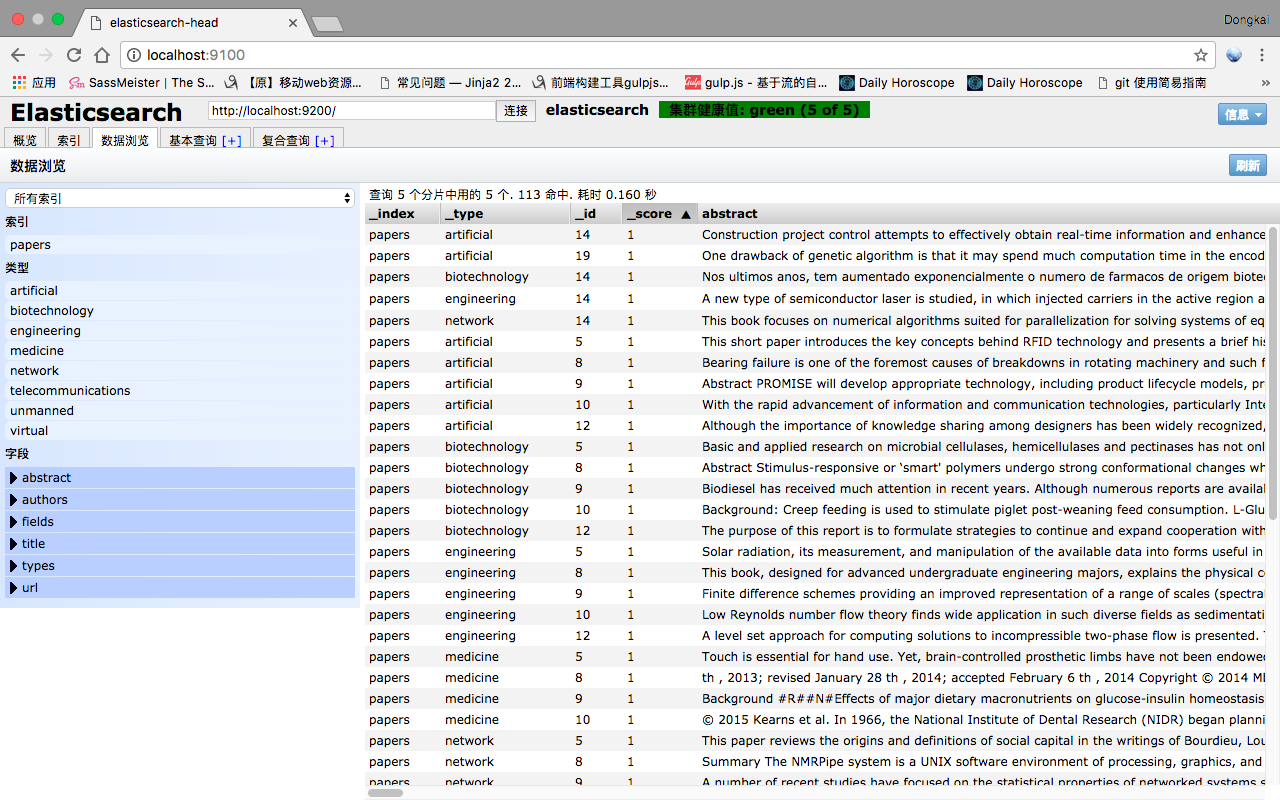 elasticsearch-head
Dongkai
localhost:9100
应用 SassMeister | The S... 【原】移动web资源... 常见问题 — Jinja2 2... 前端构建工具gulpjs... gulp.js - 基于流的自... Daily Horoscope Daily Horoscope git 使用简易指南 »
Elasticsearch http://localhost:9200/ 连接 elasticsearch 集群健康值: green (5 of 5) 信息
概览 索引 数据浏览 基本查询 [+] 复合查询 [+]
数据浏览 刷新
所有索引
索引
papers
类型
artificial
biotechnology
engineering
medicine
network
telecommunications
unmanned
virtual
字段
abstract
authors
fields
title
types
url
查询 5 个分片中用的 5 个. 113 命中. 耗时 0.160 秒
_index _type _id _score ▲ abstract
papers artificial 14 1 Construction project control attempts to effectively obtain real-time information and enhance
papers artificial 19 1 One drawback of genetic algorithm is that it may spend much computation time in the encod
papers biotechnology 14 1 Nos ultimos anos, tem aumentado exponencialmente o numero de farmacos de origem biote
papers engineering 14 1 A new type of semiconductor laser is studied, in which injected carriers in the active region a
papers network 14 1 This book focuses on numerical algorithms suited for parallelization for solving systems of eq
papers artificial 5 1 This short paper introduces the key concepts behind RFID technology and presents a brief his
papers artificial 8 1 Bearing failure is one of the foremost causes of breakdowns in rotating machinery and such f
papers artificial 9 1 Abstract PROMISE will develop appropriate technology, including product lifecycle models, pr
papers artificial 10 1 With the rapid advancement of information and communication technologies, particularly Inte
papers artificial 12 1 Although the importance of knowledge sharing among designers has been widely recognized,
papers biotechnology 5 1 Basic and applied research on microbial cellulases, hemicellulases and pectinases has not onl
papers biotechnology 8 1 Abstract Stimulus-responsive or ‘smart' polymers undergo strong conformational changes wh
papers biotechnology 9 1 Biodiesel has received much attention in recent years. Although numerous reports are availal
papers biotechnology 10 1 Background: Creep feeding is used to stimulate piglet post-weaning feed consumption. L-Glu
papers biotechnology 12 1 The purpose of this report is to formulate strategies to continue and expand cooperation with
papers engineering 5 1 Solar radiation, its measurement, and manipulation of the available data into forms useful in
papers engineering 8 1 This book, designed for advanced undergraduate engineering majors, explains the physical c
papers engineering 9 1 Finite difference schemes providing an improved representation of a range of scales (spectral
papers engineering 10 1 Low Reynolds number flow theory finds wide application in such diverse fields as sedimentati
papers engineering 12 1 A level set approach for computing solutions to incompressible two-phase flow is presented.
papers medicine 5 1 Touch is essential for hand use. Yet, brain-controlled prosthetic limbs have not been endowe
papers medicine 8 1 th , 2013; revised January 28 th , 2014; accepted February 6 th , 2014 Copyright © 2014 M
papers medicine 9 1 Background #R##N#Effects of major dietary macronutrients on glucose-insulin homeostasis
papers medicine 10 1 © 2015 Kearns et al. In 1966, the National Institute of Dental Research (NIDR) began planni
papers network 5 1 This paper reviews the origins and definitions of social capital in the writings of Bourdieu, Lou
papers network 8 1 Summary The NMRPipe system is a UNIX software environment of processing, graphics, and
papers network 9 1 A number of recent studies have focused on the statistical properties of networked systems s